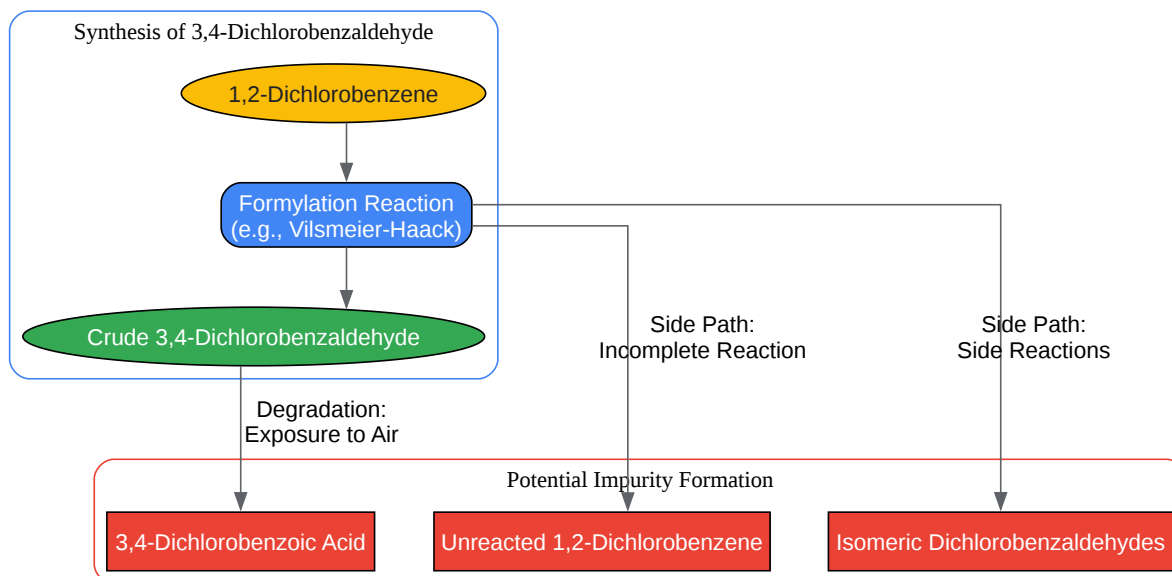 Synthesis of 3,4-Dichlorobenzaldehyde
1,2-Dichlorobenzene
Formylation Reaction
(e.g., Vilsmeier-Haack)
Crude 3,4-Dichlorobenzaldehyde
Side Path:
Incomplete Reaction
Side Path:
Side Reactions
Degradation:
Exposure to Air
Potential Impurity Formation
3,4-Dichlorobenzoic Acid
Unreacted 1,2-Dichlorobenzene
Isomeric Dichlorobenzaldehydes